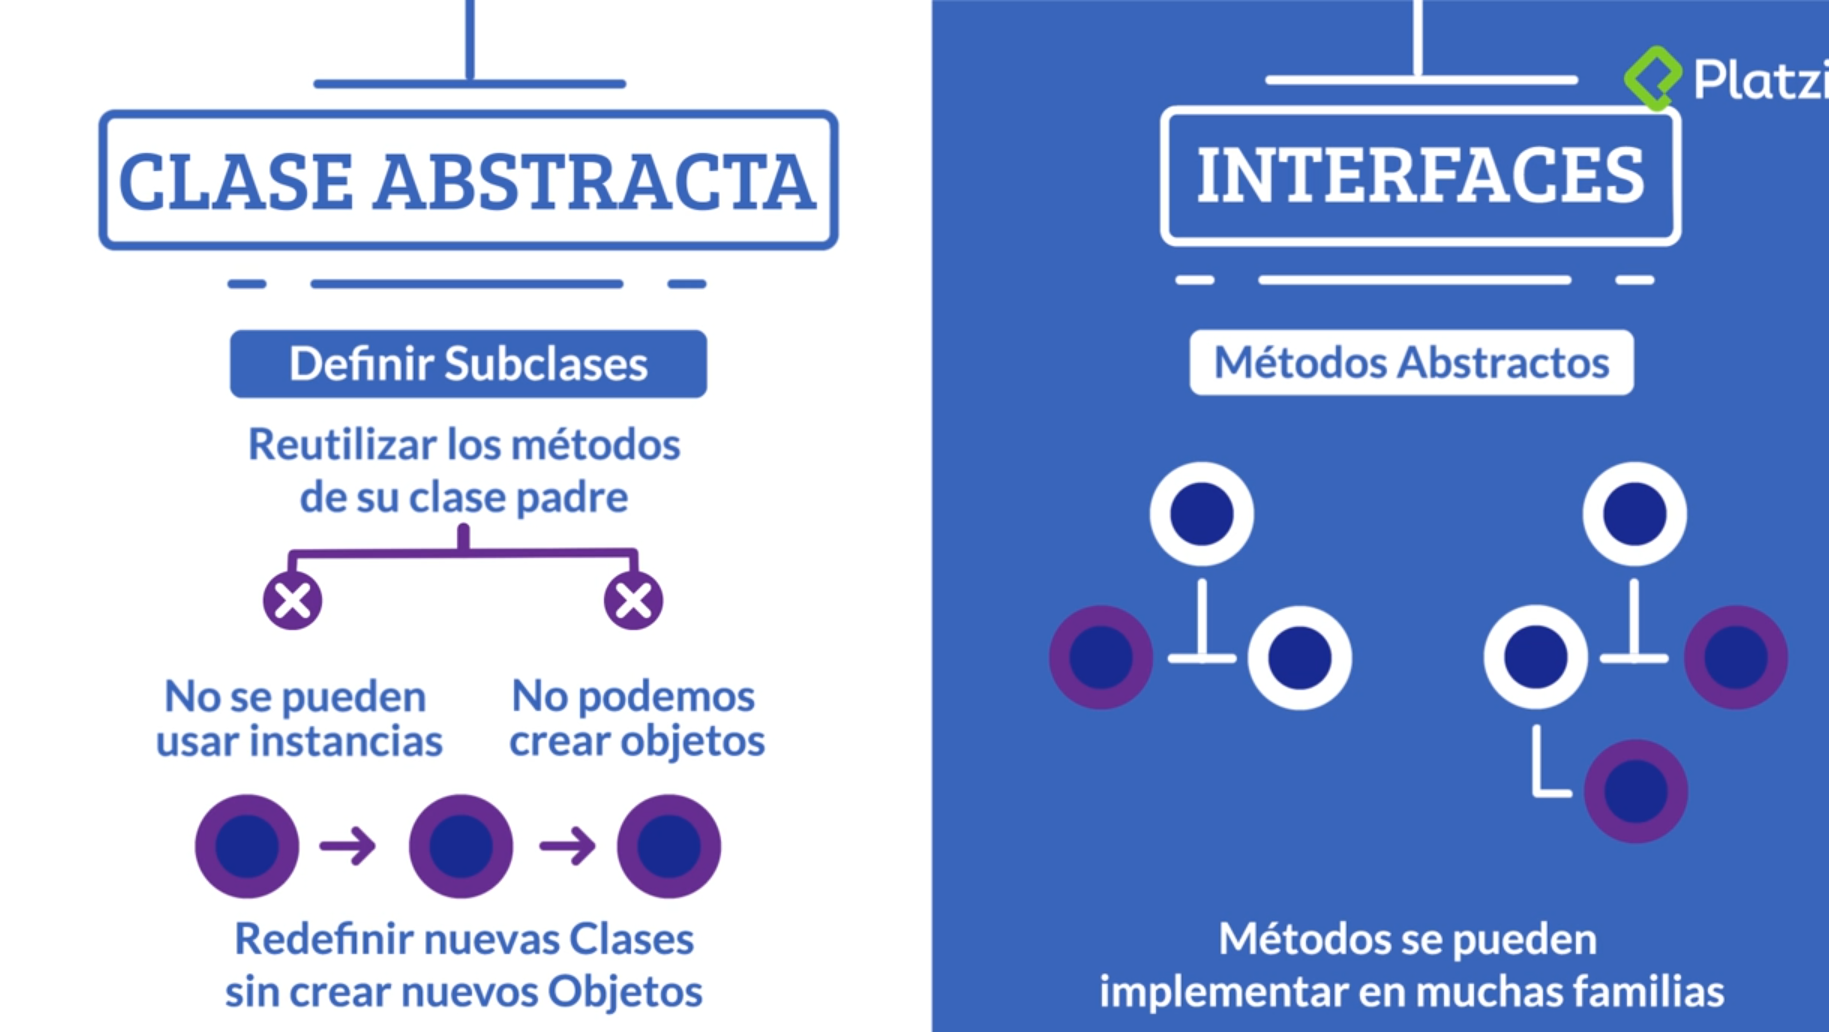 CLASE ABSTRACTA
Definir Subclases
Reutilizar los métodos
de su clase padre
No se pueden
usar instancias
No podemos
crear objetos
Redefinir nuevas Clases
sin crear nuevos Objetos
Platzi
INTERFACES
Métodos Abstractos
Métodos se pueden
implementar en muchas familias